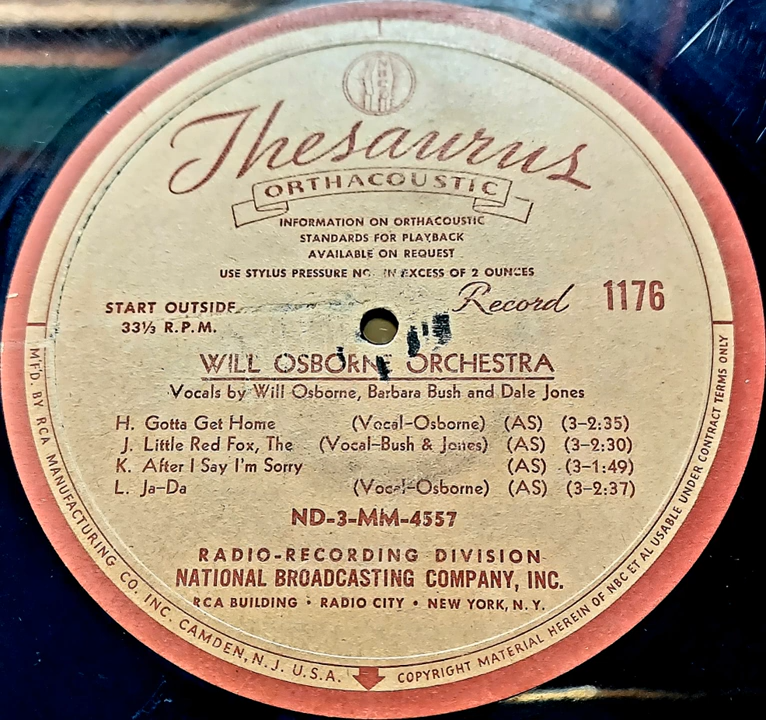 NBC
Thesaurus
ORTHACOUSTIC
INFORMATION ON ORTHACOUSTIC
STANDARDS FOR PLAYBACK
AVAILABLE ON REQUEST
USE STYLUS PRESSURE NOT IN EXCESS OF 2 OUNCES
START OUTSIDE
33⅓ R.P.M.
Record 1176
WILL OSBORNE ORCHESTRA
Vocals by Will Osborne, Barbara Bush and Dale Jones
H. Gotta Get Home (Vocal-Osborne) (AS) (3-2:35)
J. Little Red Fox, The (Vocal-Bush & Jones) (AS) (3-2:30)
K. After I Say I'm Sorry (AS) (3-1:49)
L. Ja-Da (Vocal-Osborne) (AS) (3-2:37)
ND-3-MM-4557
RADIO-RECORDING DIVISION
NATIONAL BROADCASTING COMPANY, INC.
RCA BUILDING • RADIO CITY • NEW YORK, N. Y.
MF'D. BY RCA MANUFACTURING CO. INC. CAMDEN, N. J. U. S. A.
COPYRIGHT MATERIAL HEREIN OF NBC ET AL USABLE UNDER CONTRACT TERMS ONLY